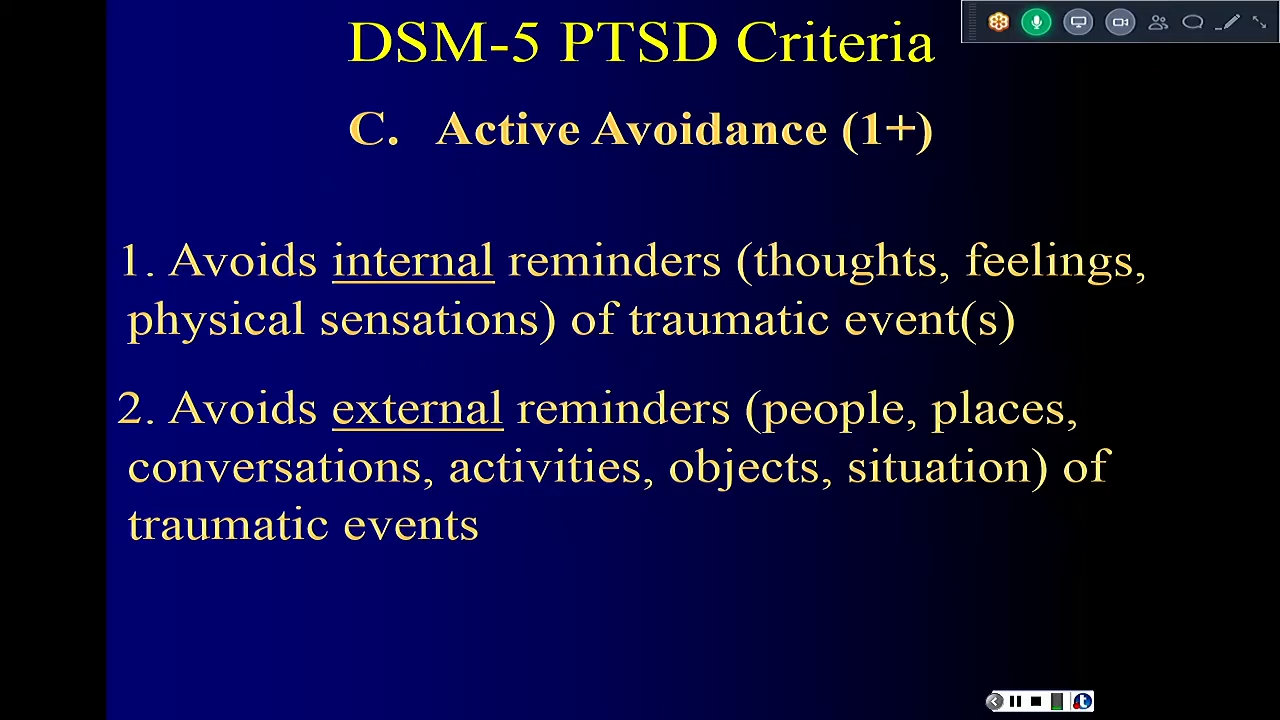 DSM-5 PTSD Criteria
C. Active Avoidance (1+)
1. Avoids internal reminders (thoughts, feelings,
physical sensations) of traumatic event(s)
2. Avoids external reminders (people, places,
conversations, activities, objects, situation) of
traumatic events